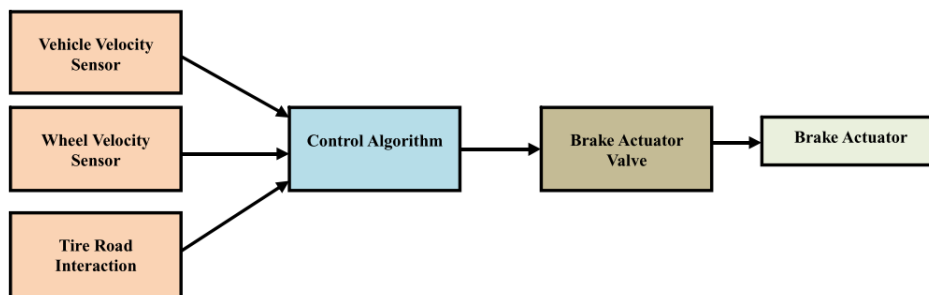 Vehicle Velocity
Sensor
Wheel Velocity
Sensor
Tire Road
Interaction
Control Algorithm
Brake Actuator
Valve
Brake Actuator